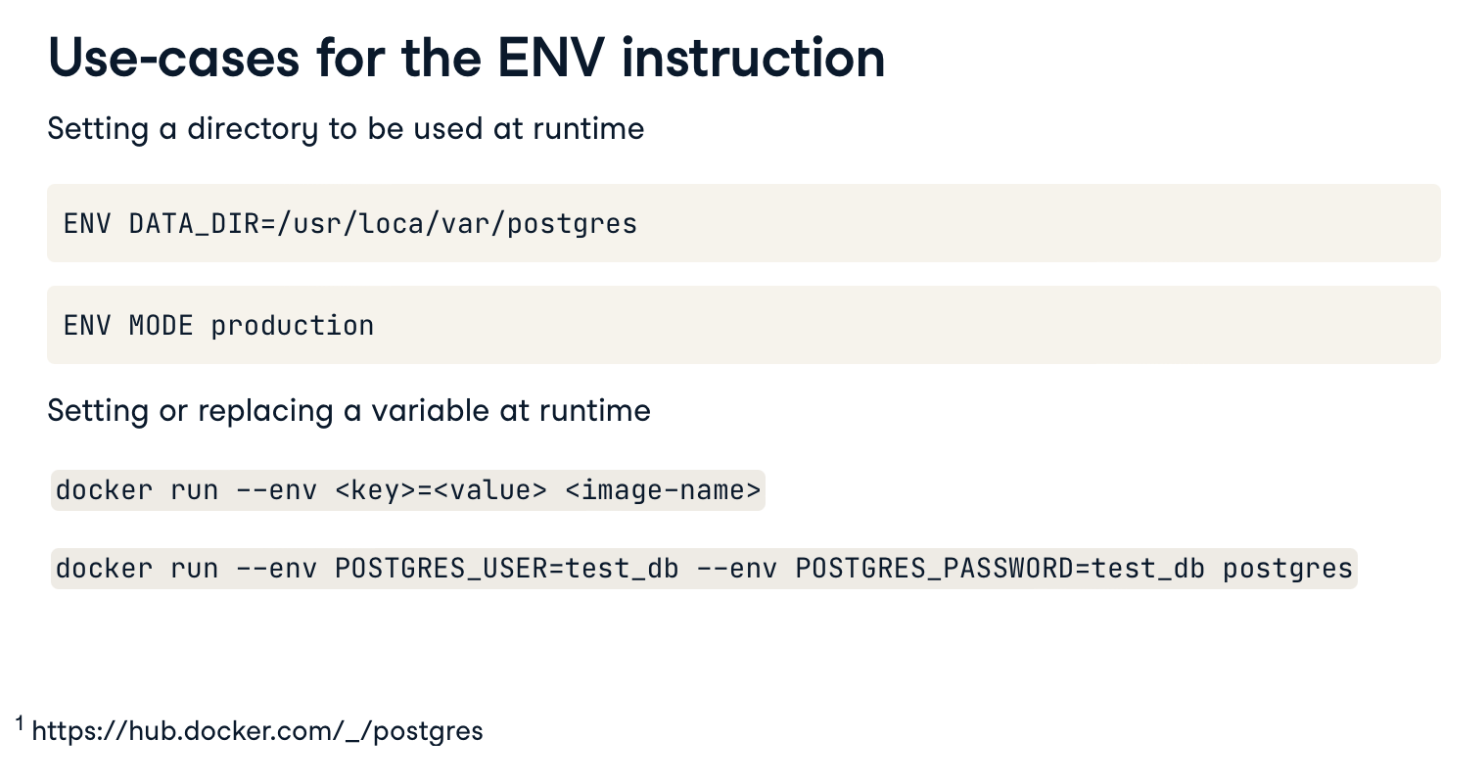 Use-cases for the ENV instruction
Setting a directory to be used at runtime
ENV DATA_DIR=/usr/loca/var/postgres
ENV MODE production
Setting or replacing a variable at runtime
docker run --env <key>=<value> <image-name>
docker run --env POSTGRES_USER=test_db --env POSTGRES_PASSWORD=test_db postgres
1 https://hub.docker.com/_/postgres